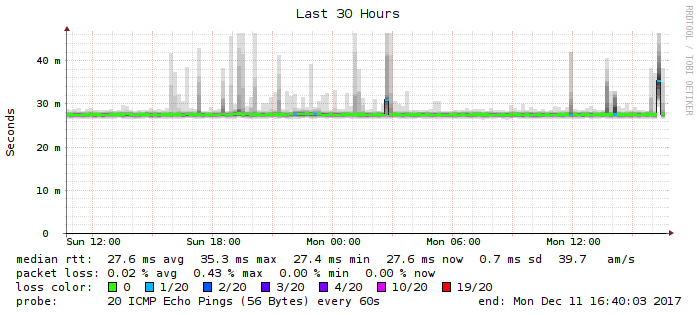 Last 30 Hours
RRDTOOL / TOBI OETIKER
Seconds
40 m
30 m
20 m
10 m
0
Sun 12:00 Sun 18:00 Mon 00:00 Mon 06:00 Mon 12:00
median rtt: 27.6 ms avg 35.3 ms max 27.4 ms min 27.6 ms now 0.7 ms sd 39.7 am/s
packet loss: 0.02 % avg 0.43 % max 0.00 % min 0.00 % now
loss color: 0 1/20 2/20 3/20 4/20 10/20 19/20
probe: 20 ICMP Echo Pings (56 Bytes) every 60s end: Mon Dec 11 16:40:03 2017